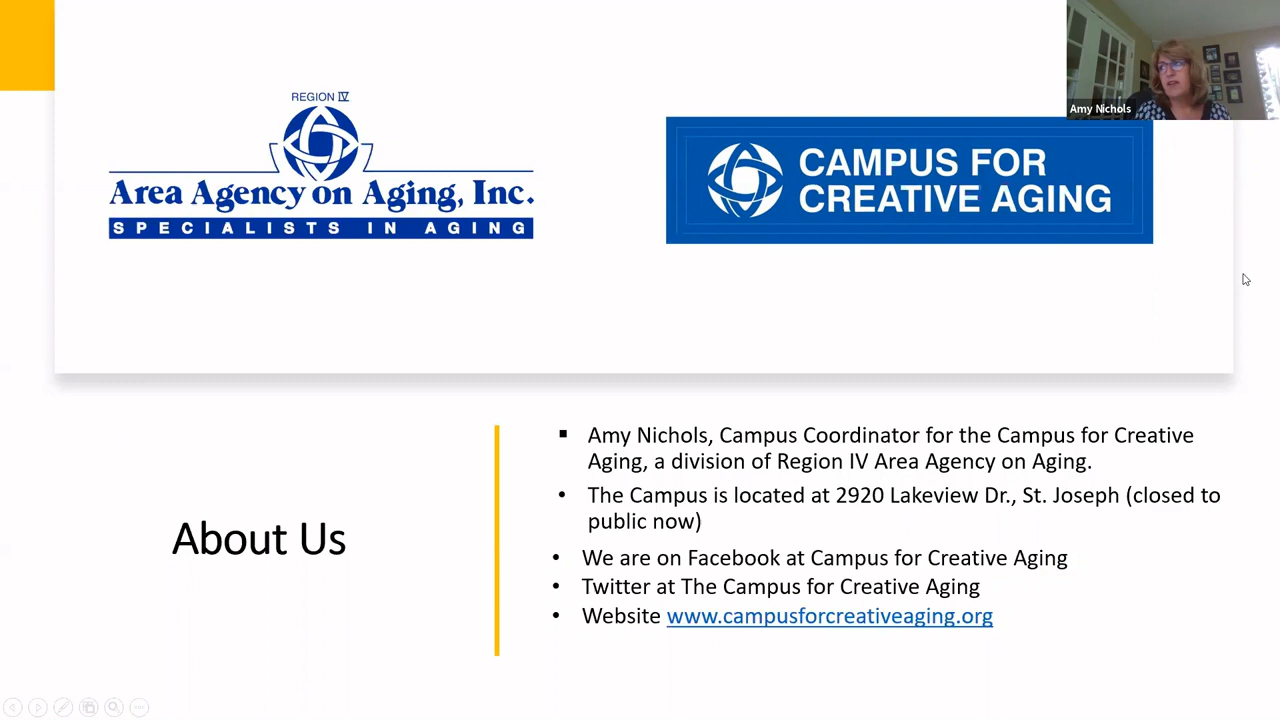 Amy Nichols
REGION IV
Area Agency on Aging, Inc.
SPECIALISTS IN AGING
CAMPUS FOR
CREATIVE AGING
About Us
▪ Amy Nichols, Campus Coordinator for the Campus for Creative
Aging, a division of Region IV Area Agency on Aging.
• The Campus is located at 2920 Lakeview Dr., St. Joseph (closed to
public now)
• We are on Facebook at Campus for Creative Aging
• Twitter at The Campus for Creative Aging
• Website www.campusforcreativeaging.org